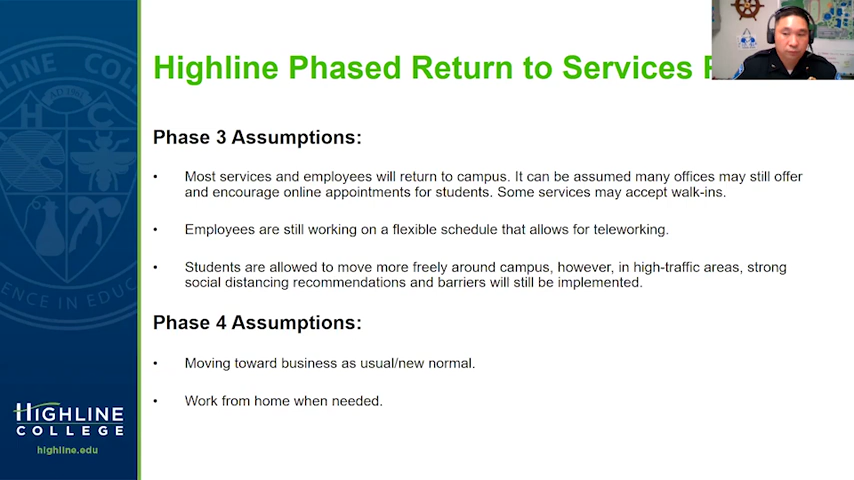 Highline Phased Return to Services
Phase 3 Assumptions:
• Most services and employees will return to campus. It can be assumed many offices may still offer
and encourage online appointments for students. Some services may accept walk-ins.
• Employees are still working on a flexible schedule that allows for teleworking.
• Students are allowed to move more freely around campus, however, in high-traffic areas, strong
social distancing recommendations and barriers will still be implemented.
Phase 4 Assumptions:
• Moving toward business as usual/new normal.
• Work from home when needed.
HIGHLINE
COLLEGE
highline.edu